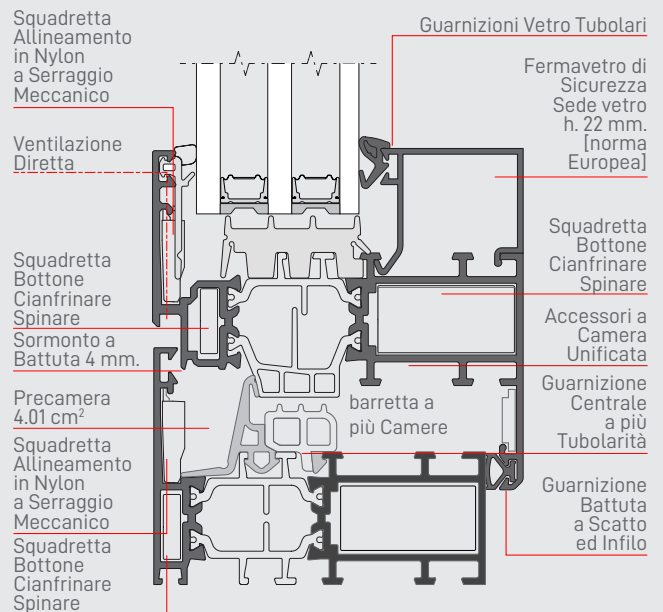 Squadretta
Allineamento
in Nylon
a Serraggio
Meccanico
Ventilazione
Diretta
Squadretta
Bottone
Cianfrinare
Spinare
Sormonto a
Battuta 4 mm.
Precamera
4.01 cm²
Squadretta
Allineamento
in Nylon
a Serraggio
Meccanico
Squadretta
Bottone
Cianfrinare
Spinare
barretta a
più Camere
Guarnizioni Vetro Tubolari
Fermavetro di
Sicurezza
Sede vetro
h. 22 mm.
[norma
Europea]
Squadretta
Bottone
Cianfrinare
Spinare
Accessori a
Camera
Unificata
Guarnizione
Centrale
a più
Tubolarità
Guarnizione
Battuta
a Scatto
ed Infilo